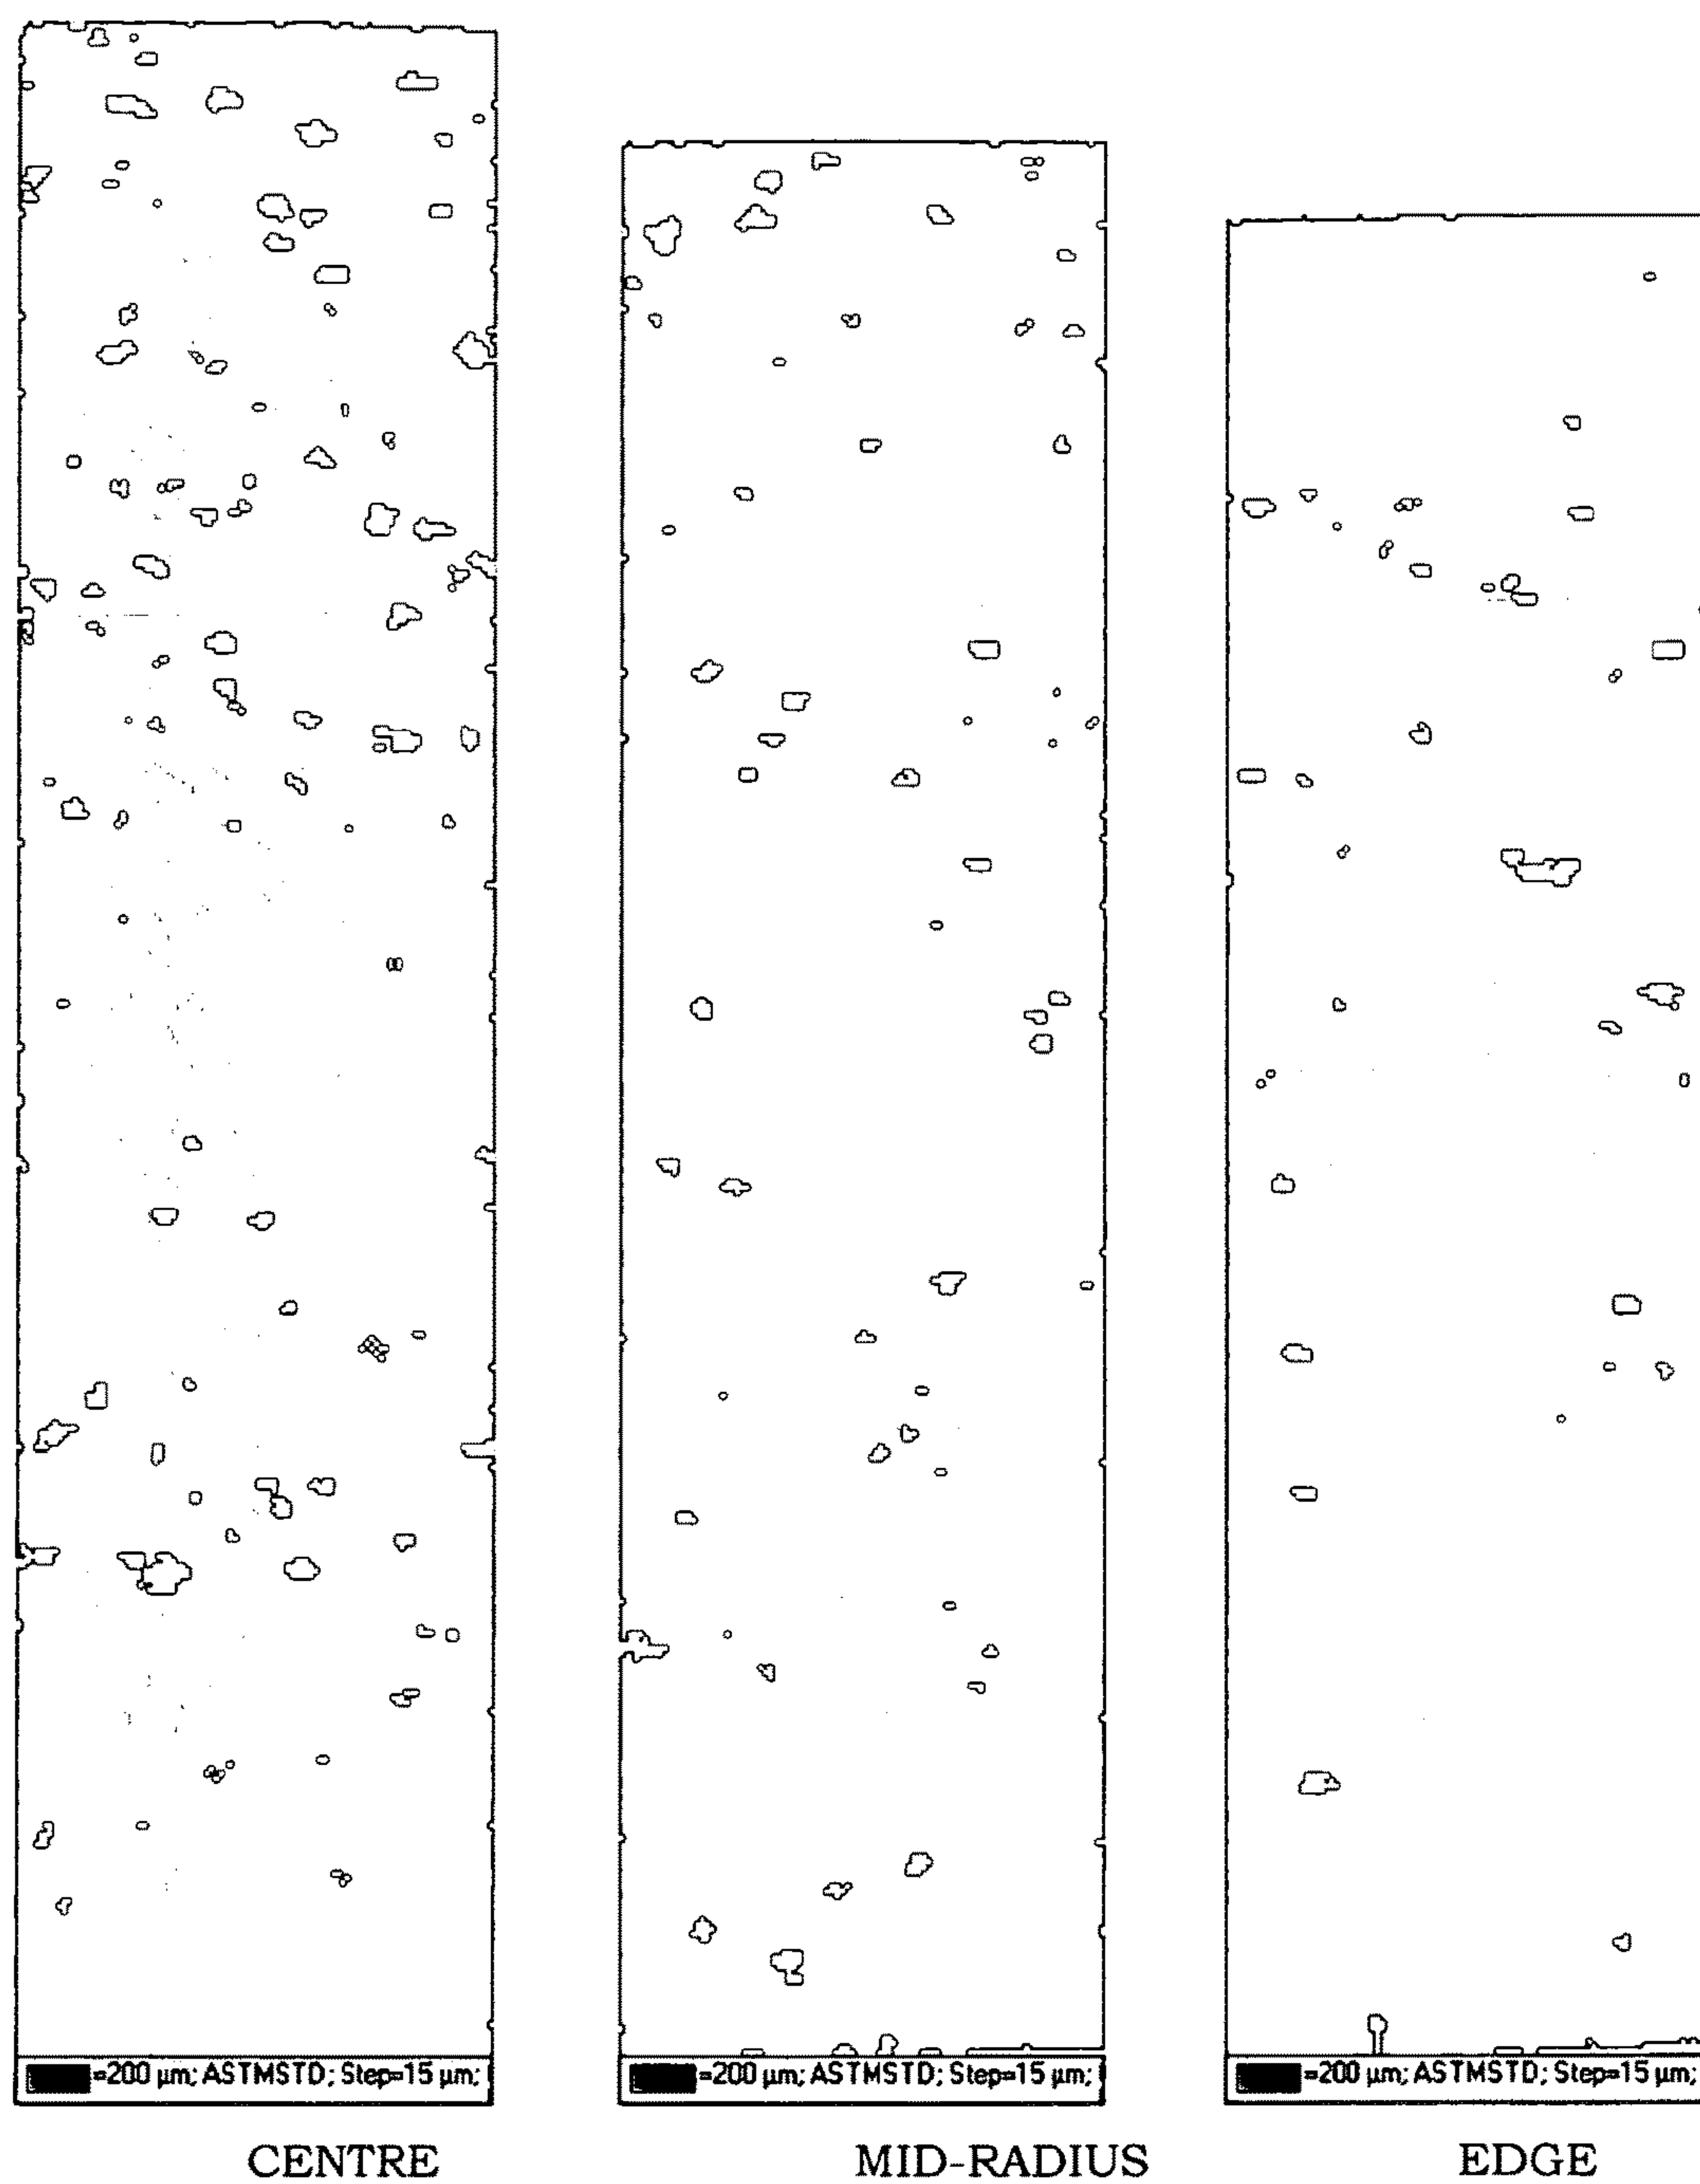 =200 µm; ASTMSTD; Step=15 µm;
=200 µm; ASTMSTD; Step=15 µm;
=200 µm; ASTMSTD; Step=15 µm;
CENTRE
MID-RADIUS
EDGE